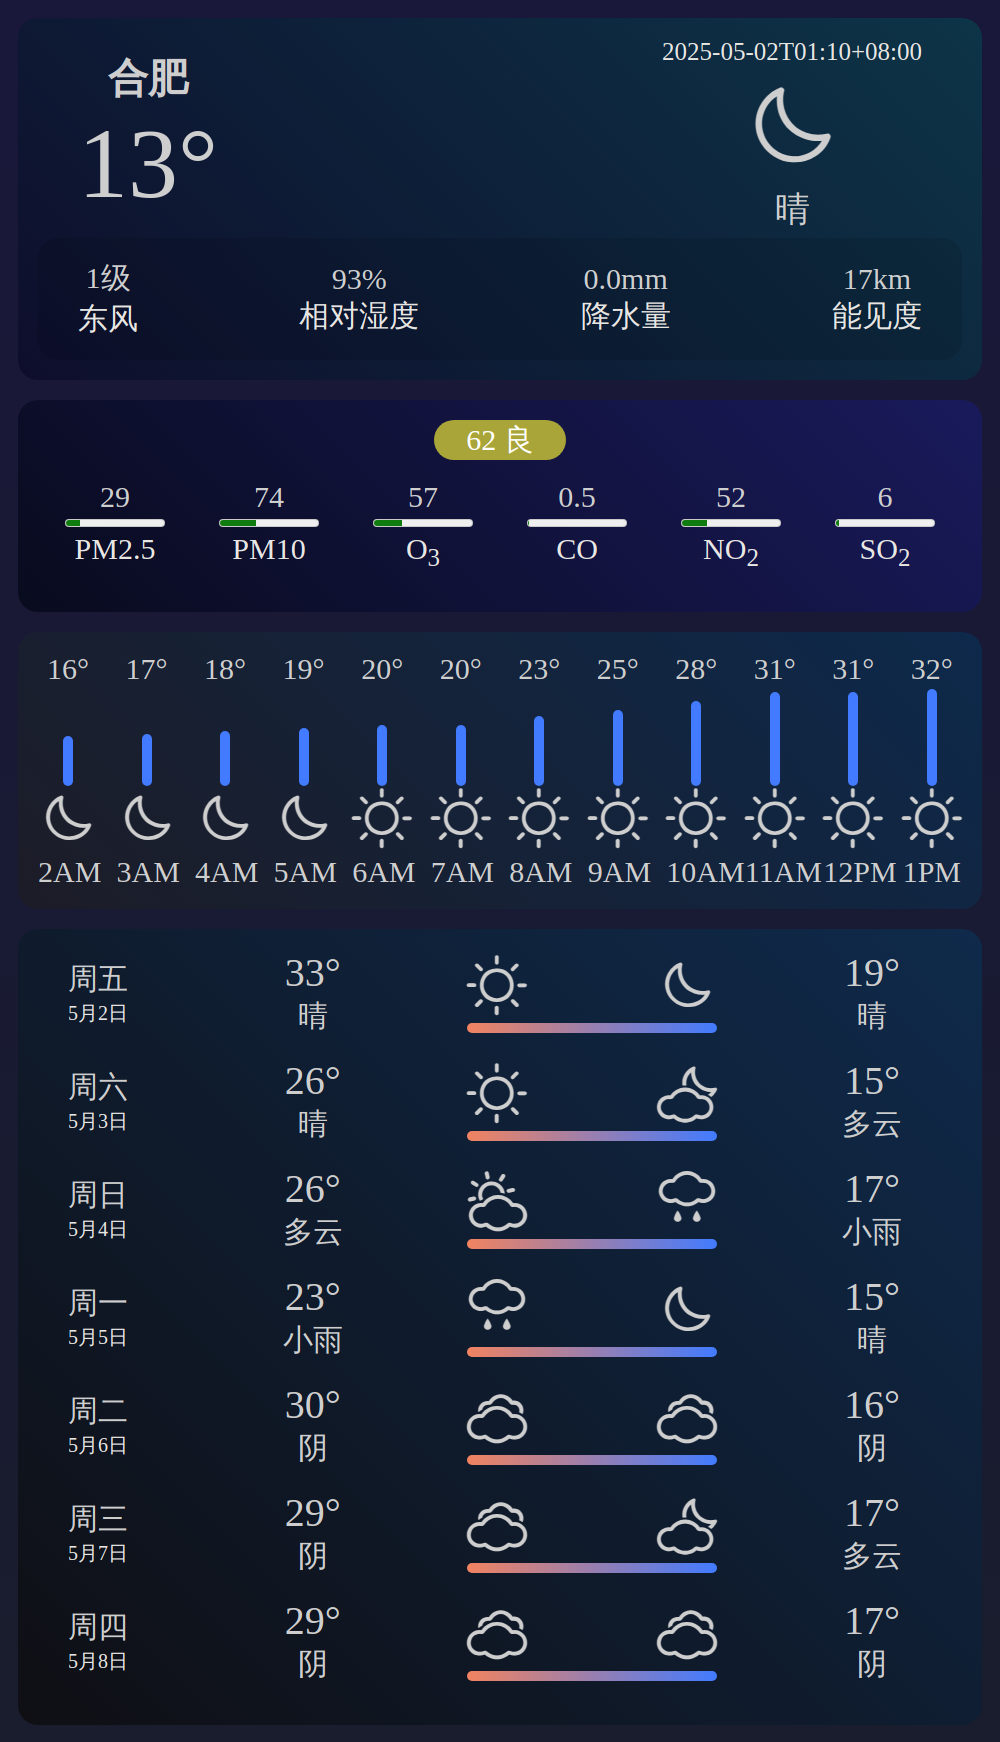 合肥
13°
2025-05-02T01:10+08:00
晴
1级 93% 0.0mm 17km
东风 相对湿度 降水量 能见度
62 良
29 74 57 0.5 52 6
PM2.5 PM10 O3 CO NO2 SO2
16° 17° 18° 19° 20° 20° 23° 25° 28° 31° 31° 32°
2AM 3AM 4AM 5AM 6AM 7AM 8AM 9AM 10AM 11AM 12PM 1PM
周五 33° 19°
5月2日 晴 晴
周六 26° 15°
5月3日 晴 多云
周日 26° 17°
5月4日 多云 小雨
周一 23° 15°
5月5日 小雨 晴
周二 30° 16°
5月6日 阴 阴
周三 29° 17°
5月7日 阴 多云
周四 29° 17°
5月8日 阴 阴